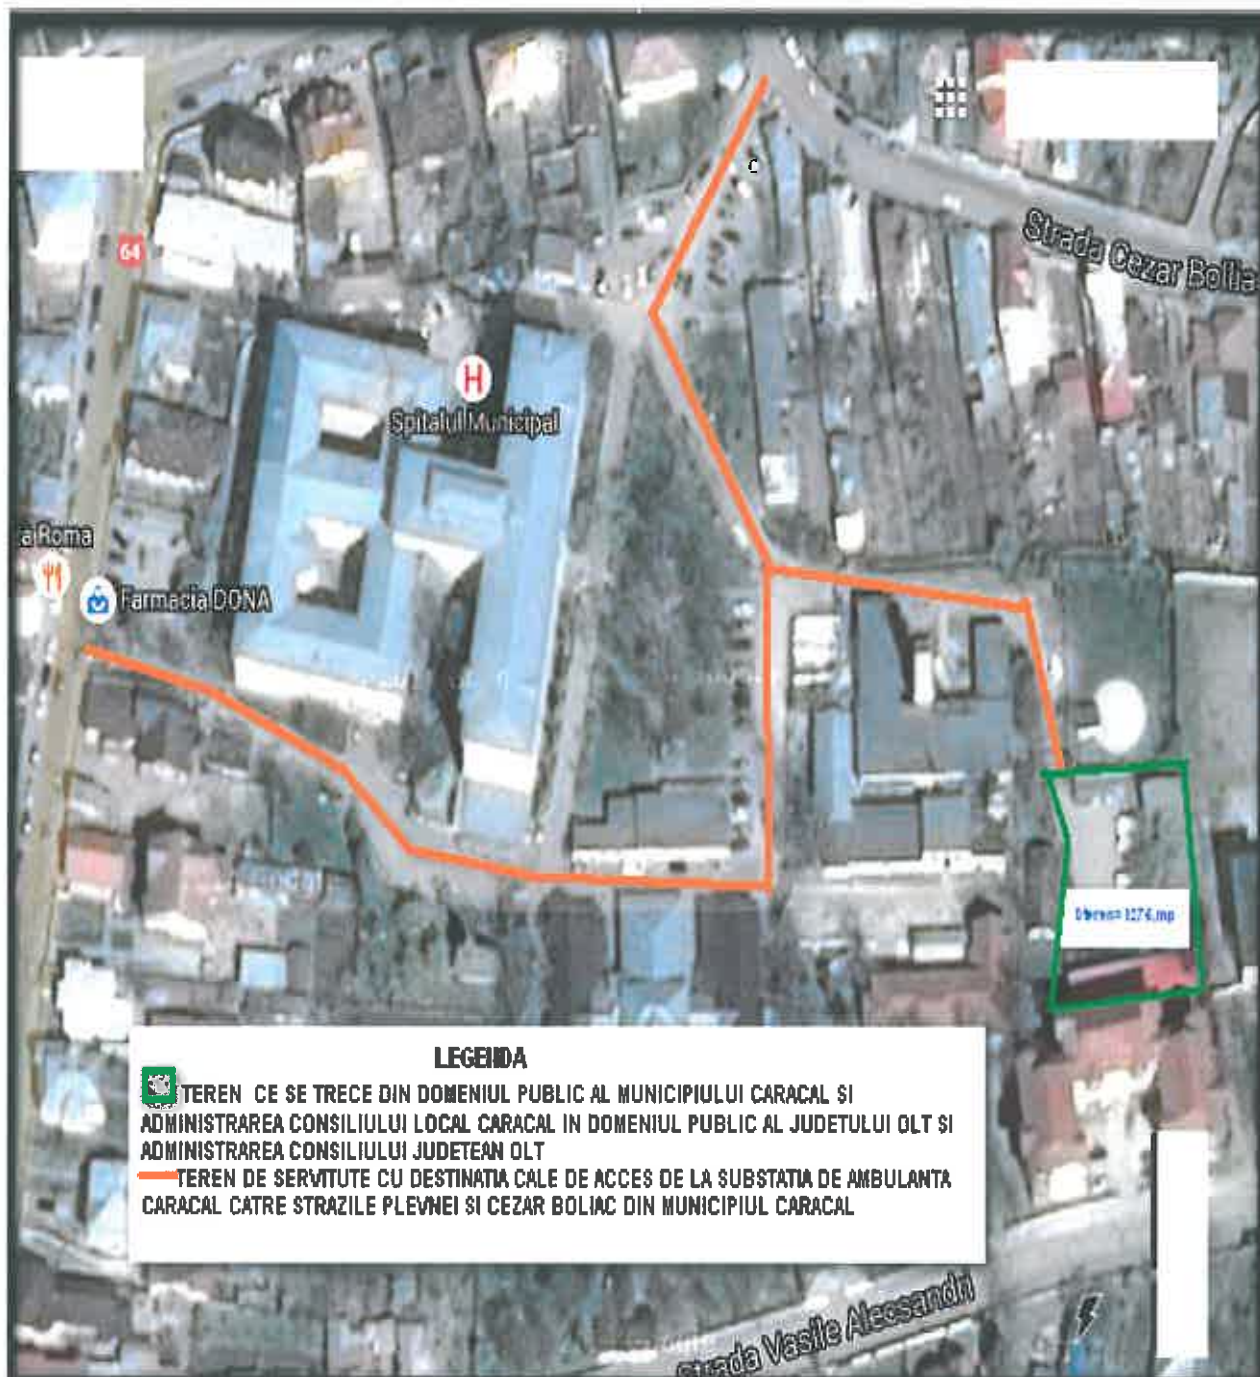 64
Strada Cezar Bollia
H
Spitalul Municipal
a Roma
Farmacia DONA
LEGENDA
TEREN CE SE TRECE DIN DOMENIUL PUBLIC AL MUNICIPIULUI CARACAL SI
ADMINISTRAREA CONSILIULUI LOCAL CARACAL IN DOMENIUL PUBLIC AL JUDETULUI OLT SI
ADMINISTRAREA CONSILIULUI JUDETEAN OLT
TEREN DE SERVITUTE CU DESTINATIA CALE DE ACCES DE LA SUBSTATIA DE AMBULANTA
CARACAL CATRE STRAZILE PLEVNEI SI CEZAR BOLIAC DIN MUNICIPIUL CARACAL
Strada Vasile Alecsandri